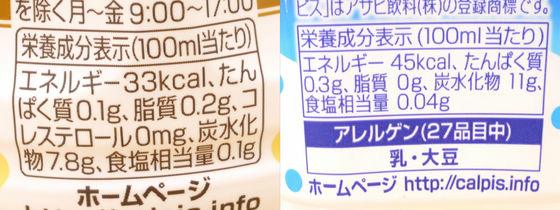 を除く月〜金9:00〜17:00
栄養成分表示(100ml当たり)
エネルギー33kcal、たん
ぱく質0.1g、脂質0.2g、コ
レステロール0mg、炭水化
物7.8g、食塩相当量0.1g
ホームページ
ピス」はアサヒ飲料(株)の登録商標です。
栄養成分表示(100ml当たり)
エネルギー 45kcal、たんぱく質
0.3g、脂質 0g、炭水化物 11g、
食塩相当量 0.04g
アレルゲン(27品目中)
乳・大豆
ホームページ http://calpis.info